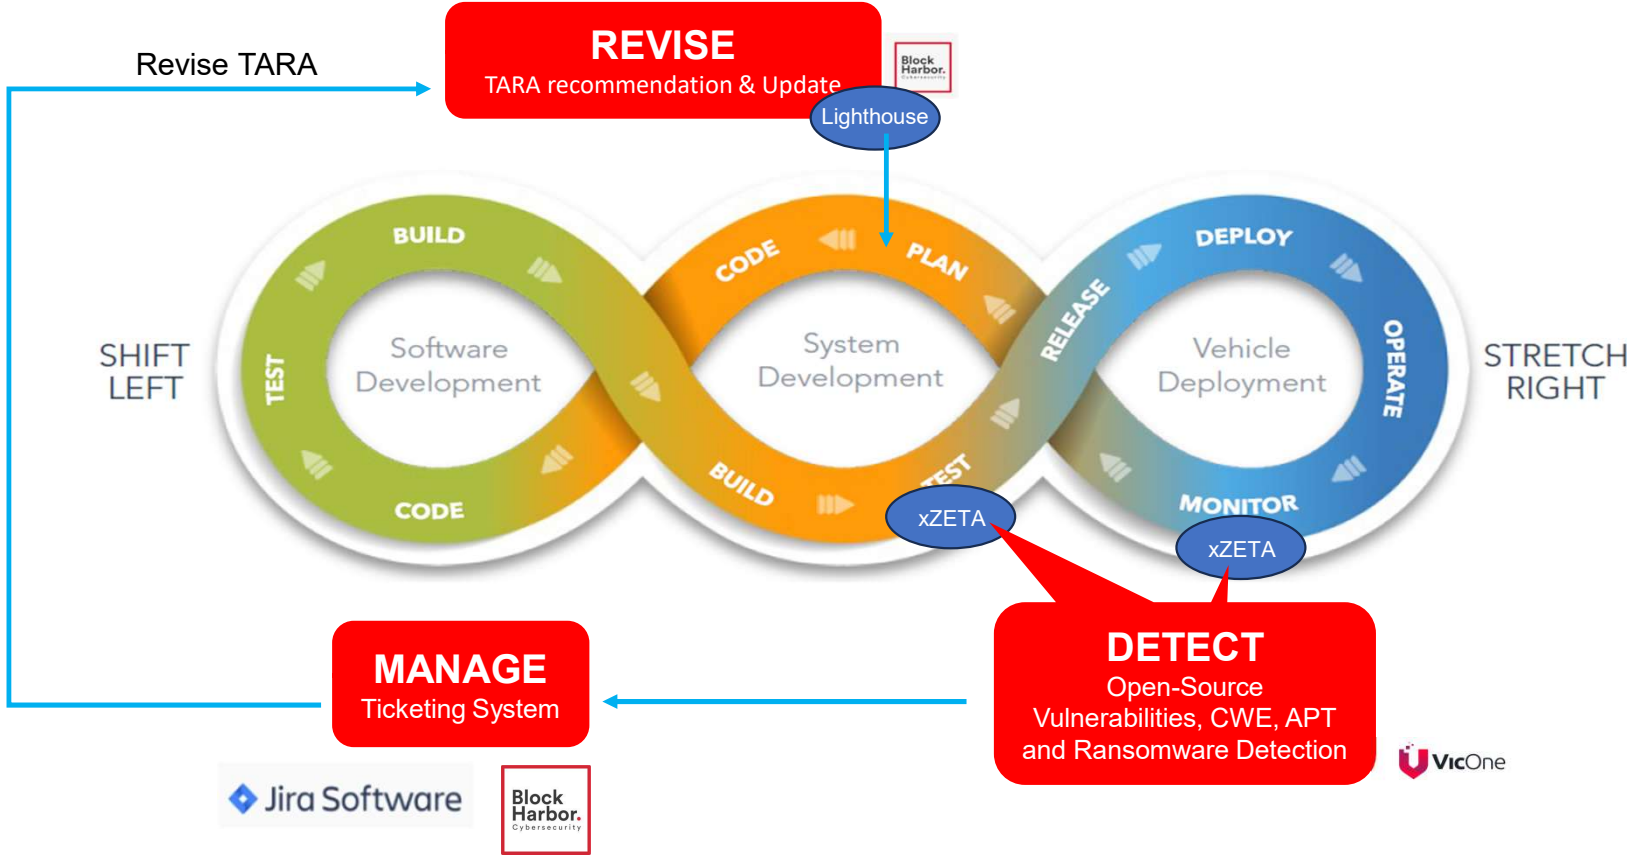 REVISE
TARA recommendation & Update
Revise TARA
Block
Harbor.
Cybersecurity
Lighthouse
BUILD
CODE
PLAN
DEPLOY
RELEASE
OPERATE
TEST
Software
Development
System
Development
Vehicle
Deployment
SHIFT
LEFT
STRETCH
RIGHT
CODE
BUILD
TEST
MONITOR
xZETA
xZETA
MANAGE
Ticketing System
DETECT
Open-Source
Vulnerabilities, CWE, APT
and Ransomware Detection
VicOne
Jira Software
Block
Harbor.
Cybersecurity